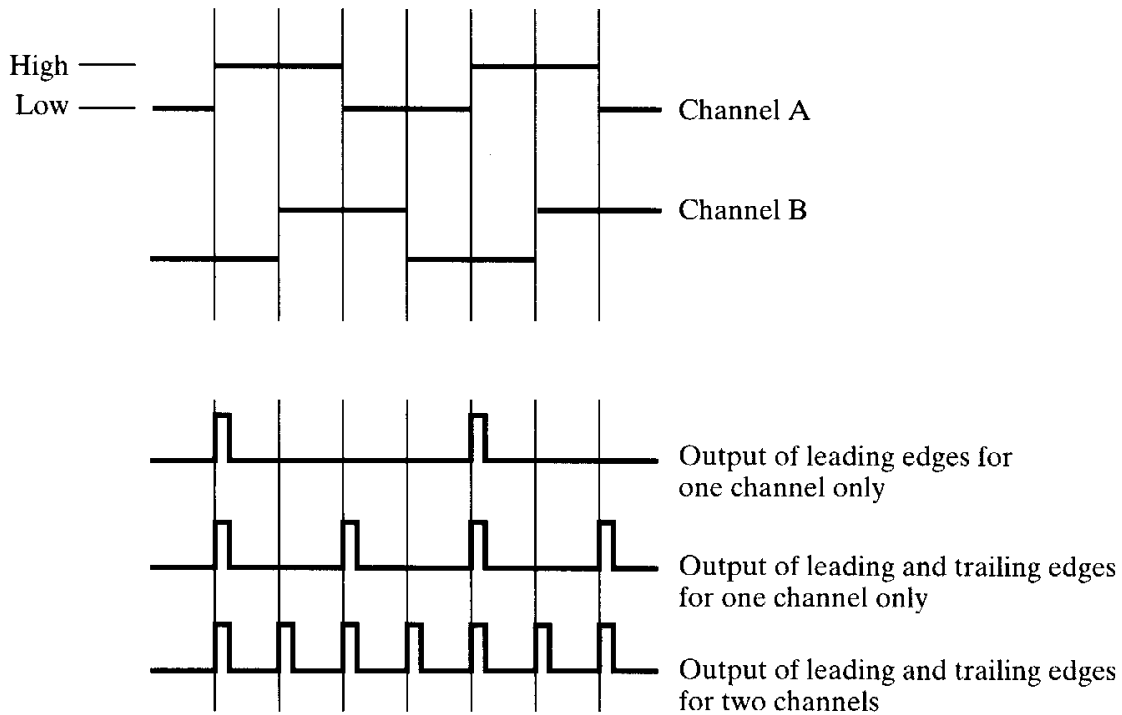 High
Low
Channel A
Channel B
Output of leading edges for
one channel only
Output of leading and trailing edges
for one channel only
Output of leading and trailing edges
for two channels